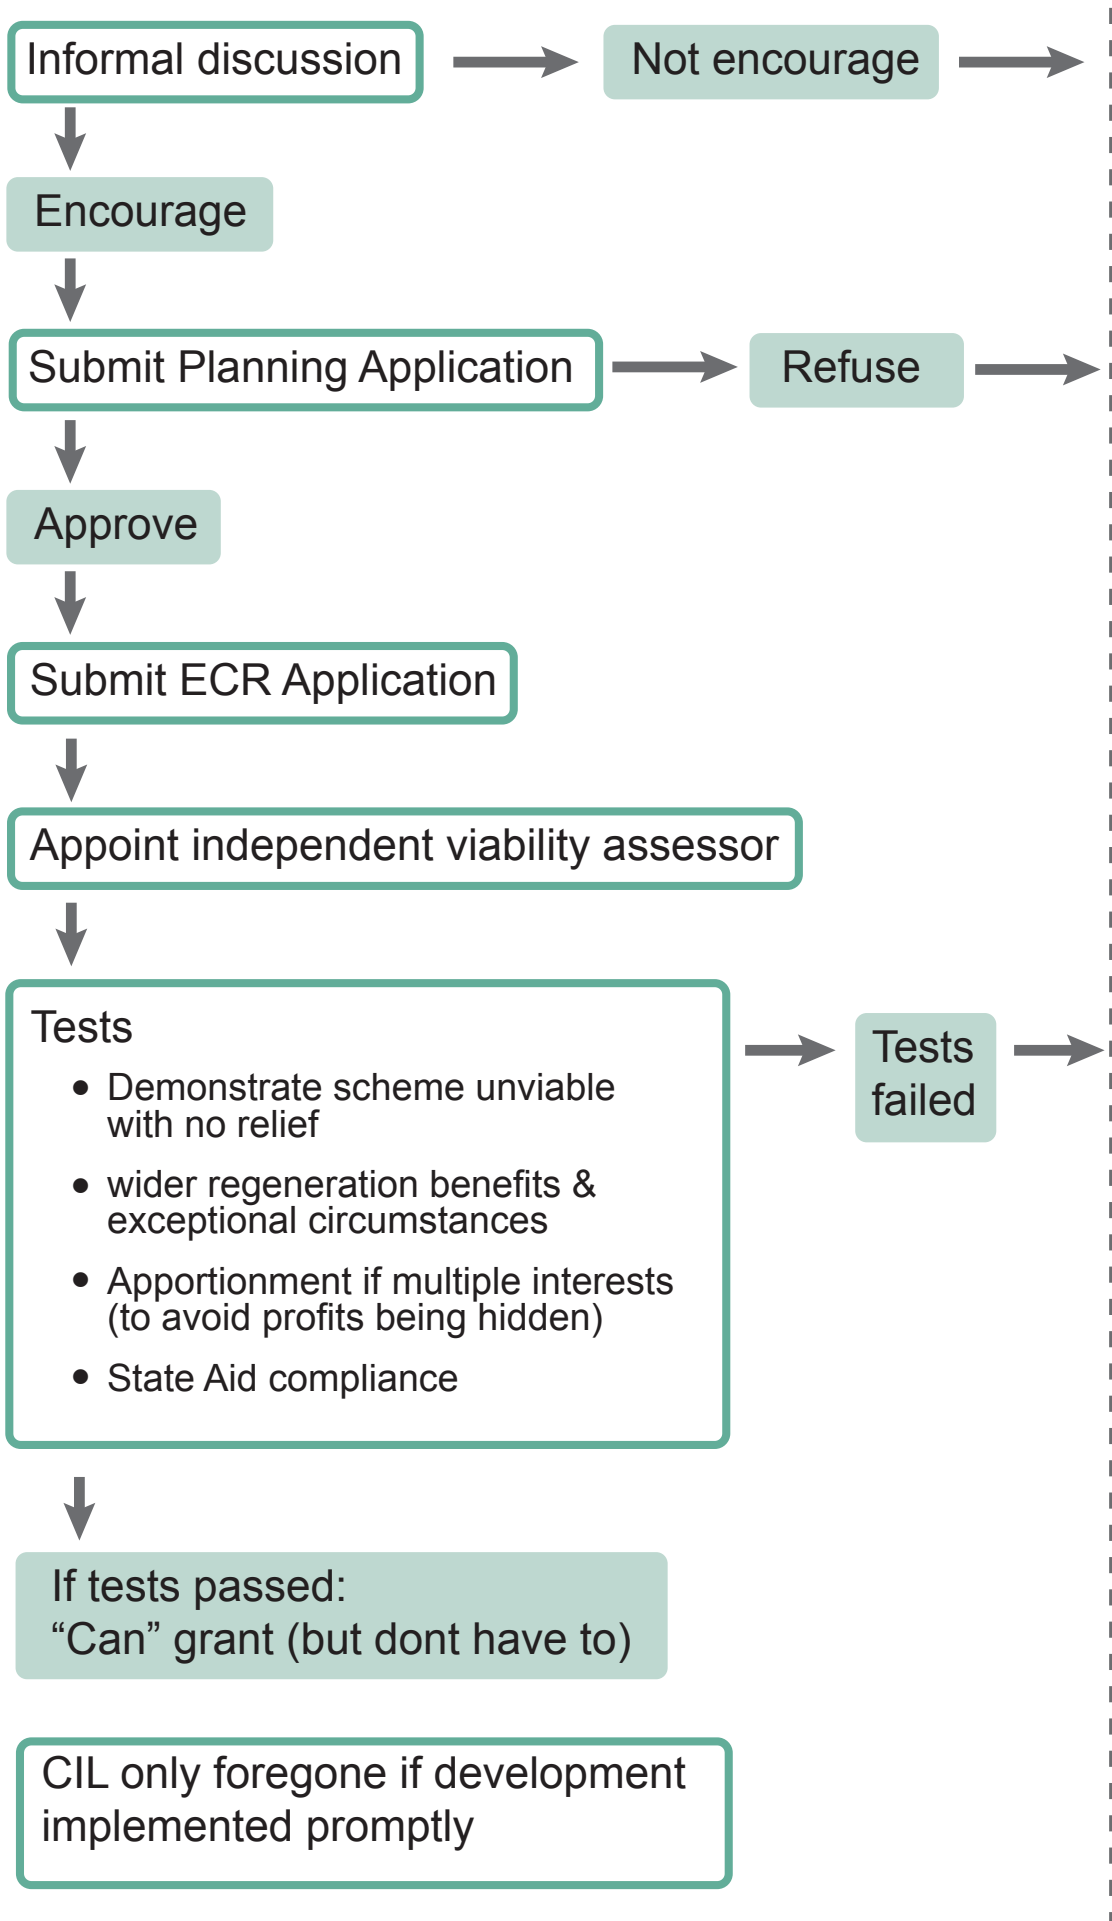 Informal discussion
Not encourage
Encourage
Submit Planning Application
Refuse
Approve
Submit ECR Application
Appoint independent viability assessor
Tests
• Demonstrate scheme unviable
with no relief
• wider regeneration benefits &
exceptional circumstances
• Apportionment if multiple interests
(to avoid profits being hidden)
• State Aid compliance
Tests
failed
If tests passed:
“Can” grant (but dont have to)
CIL only foregone if development
implemented promptly